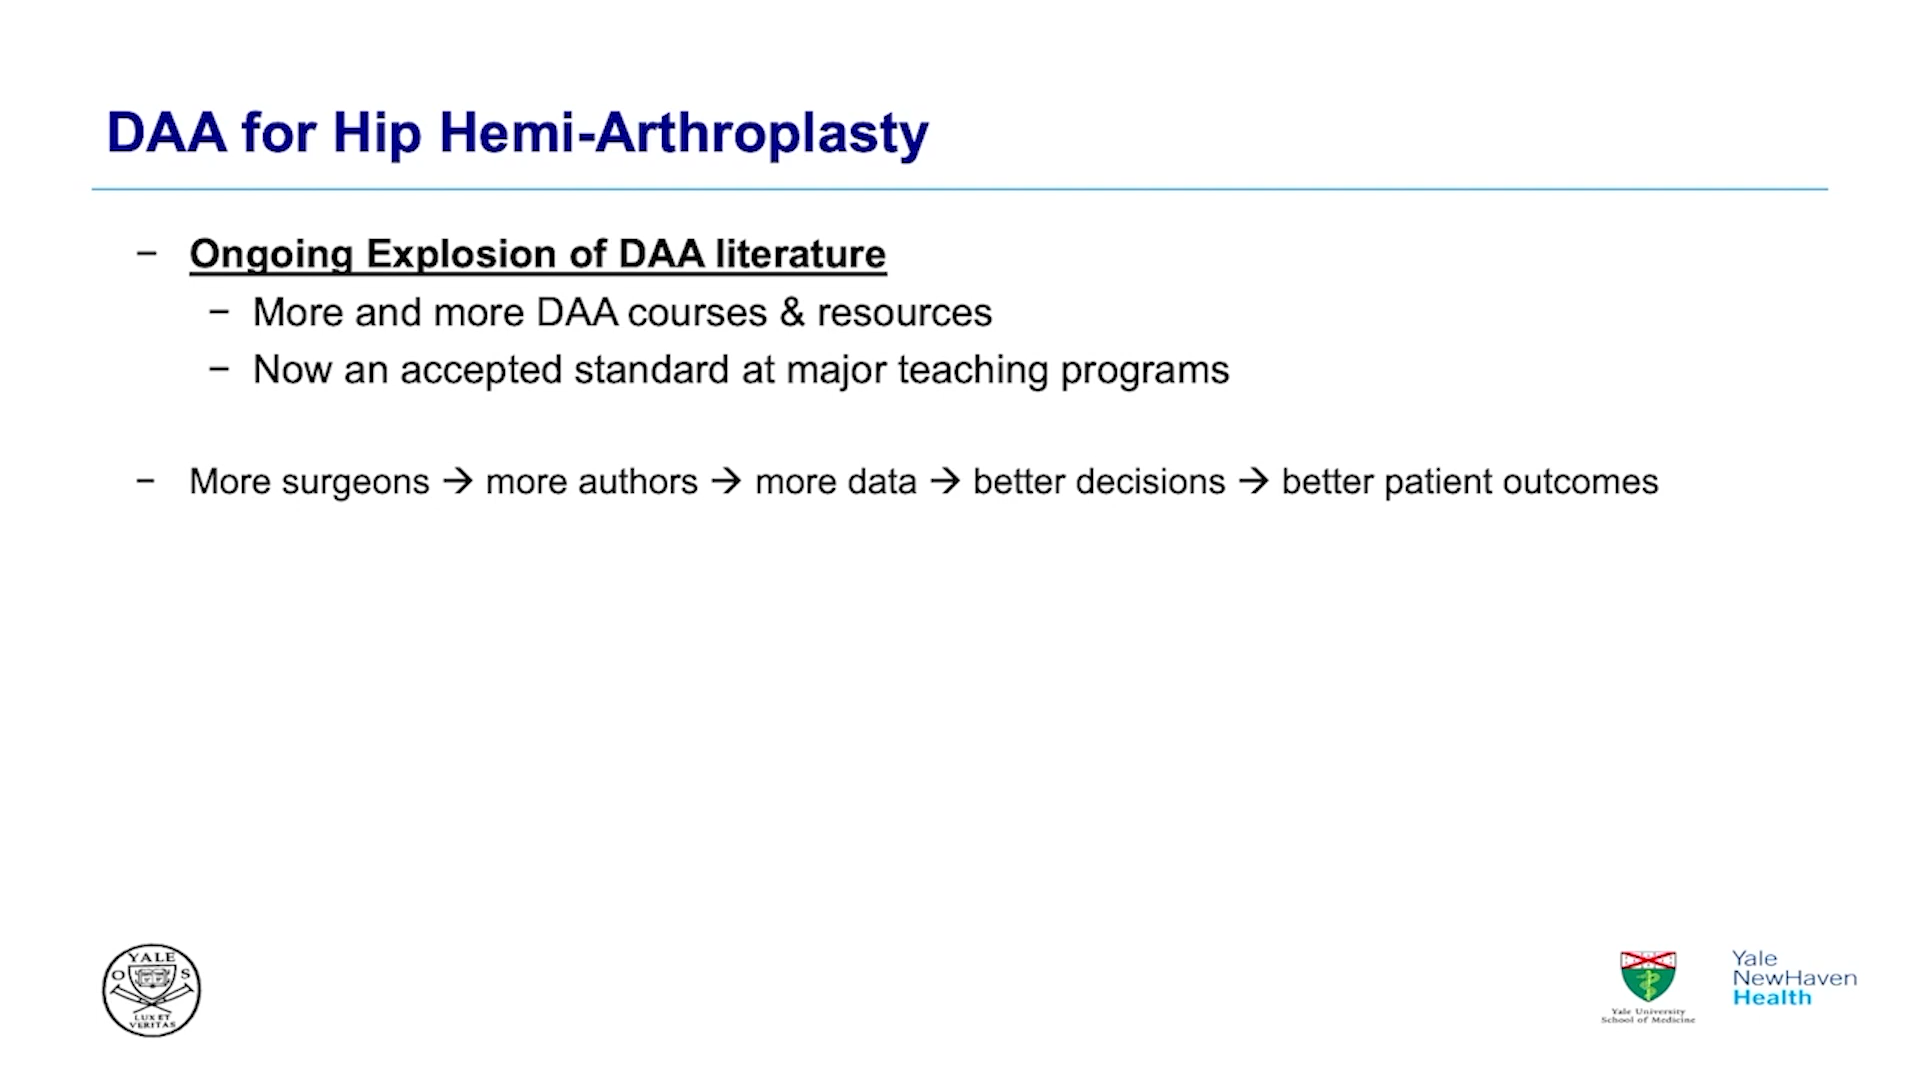 DAA for Hip Hemi-Arthroplasty
− Ongoing Explosion of DAA literature
− More and more DAA courses & resources
− Now an accepted standard at major teaching programs
− More surgeons → more authors → more data → better decisions → better patient outcomes
YALE
O S
LUX ET
VERITAS
Yale University
School of Medicine
Yale
NewHaven
Health